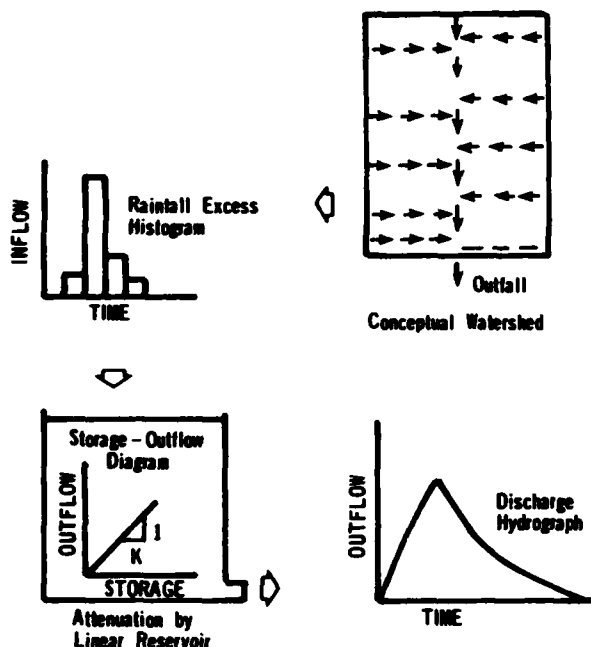 Outfall
Conceptual Watershed
INFLOW
Rainfall Excess
Histogram
TIME
Storage - Outflow
Diagram
OUTFLOW
1
K
STORAGE
Attenuation by
Linear Reservoir
OUTFLOW
Discharge
Hydrograph
TIME